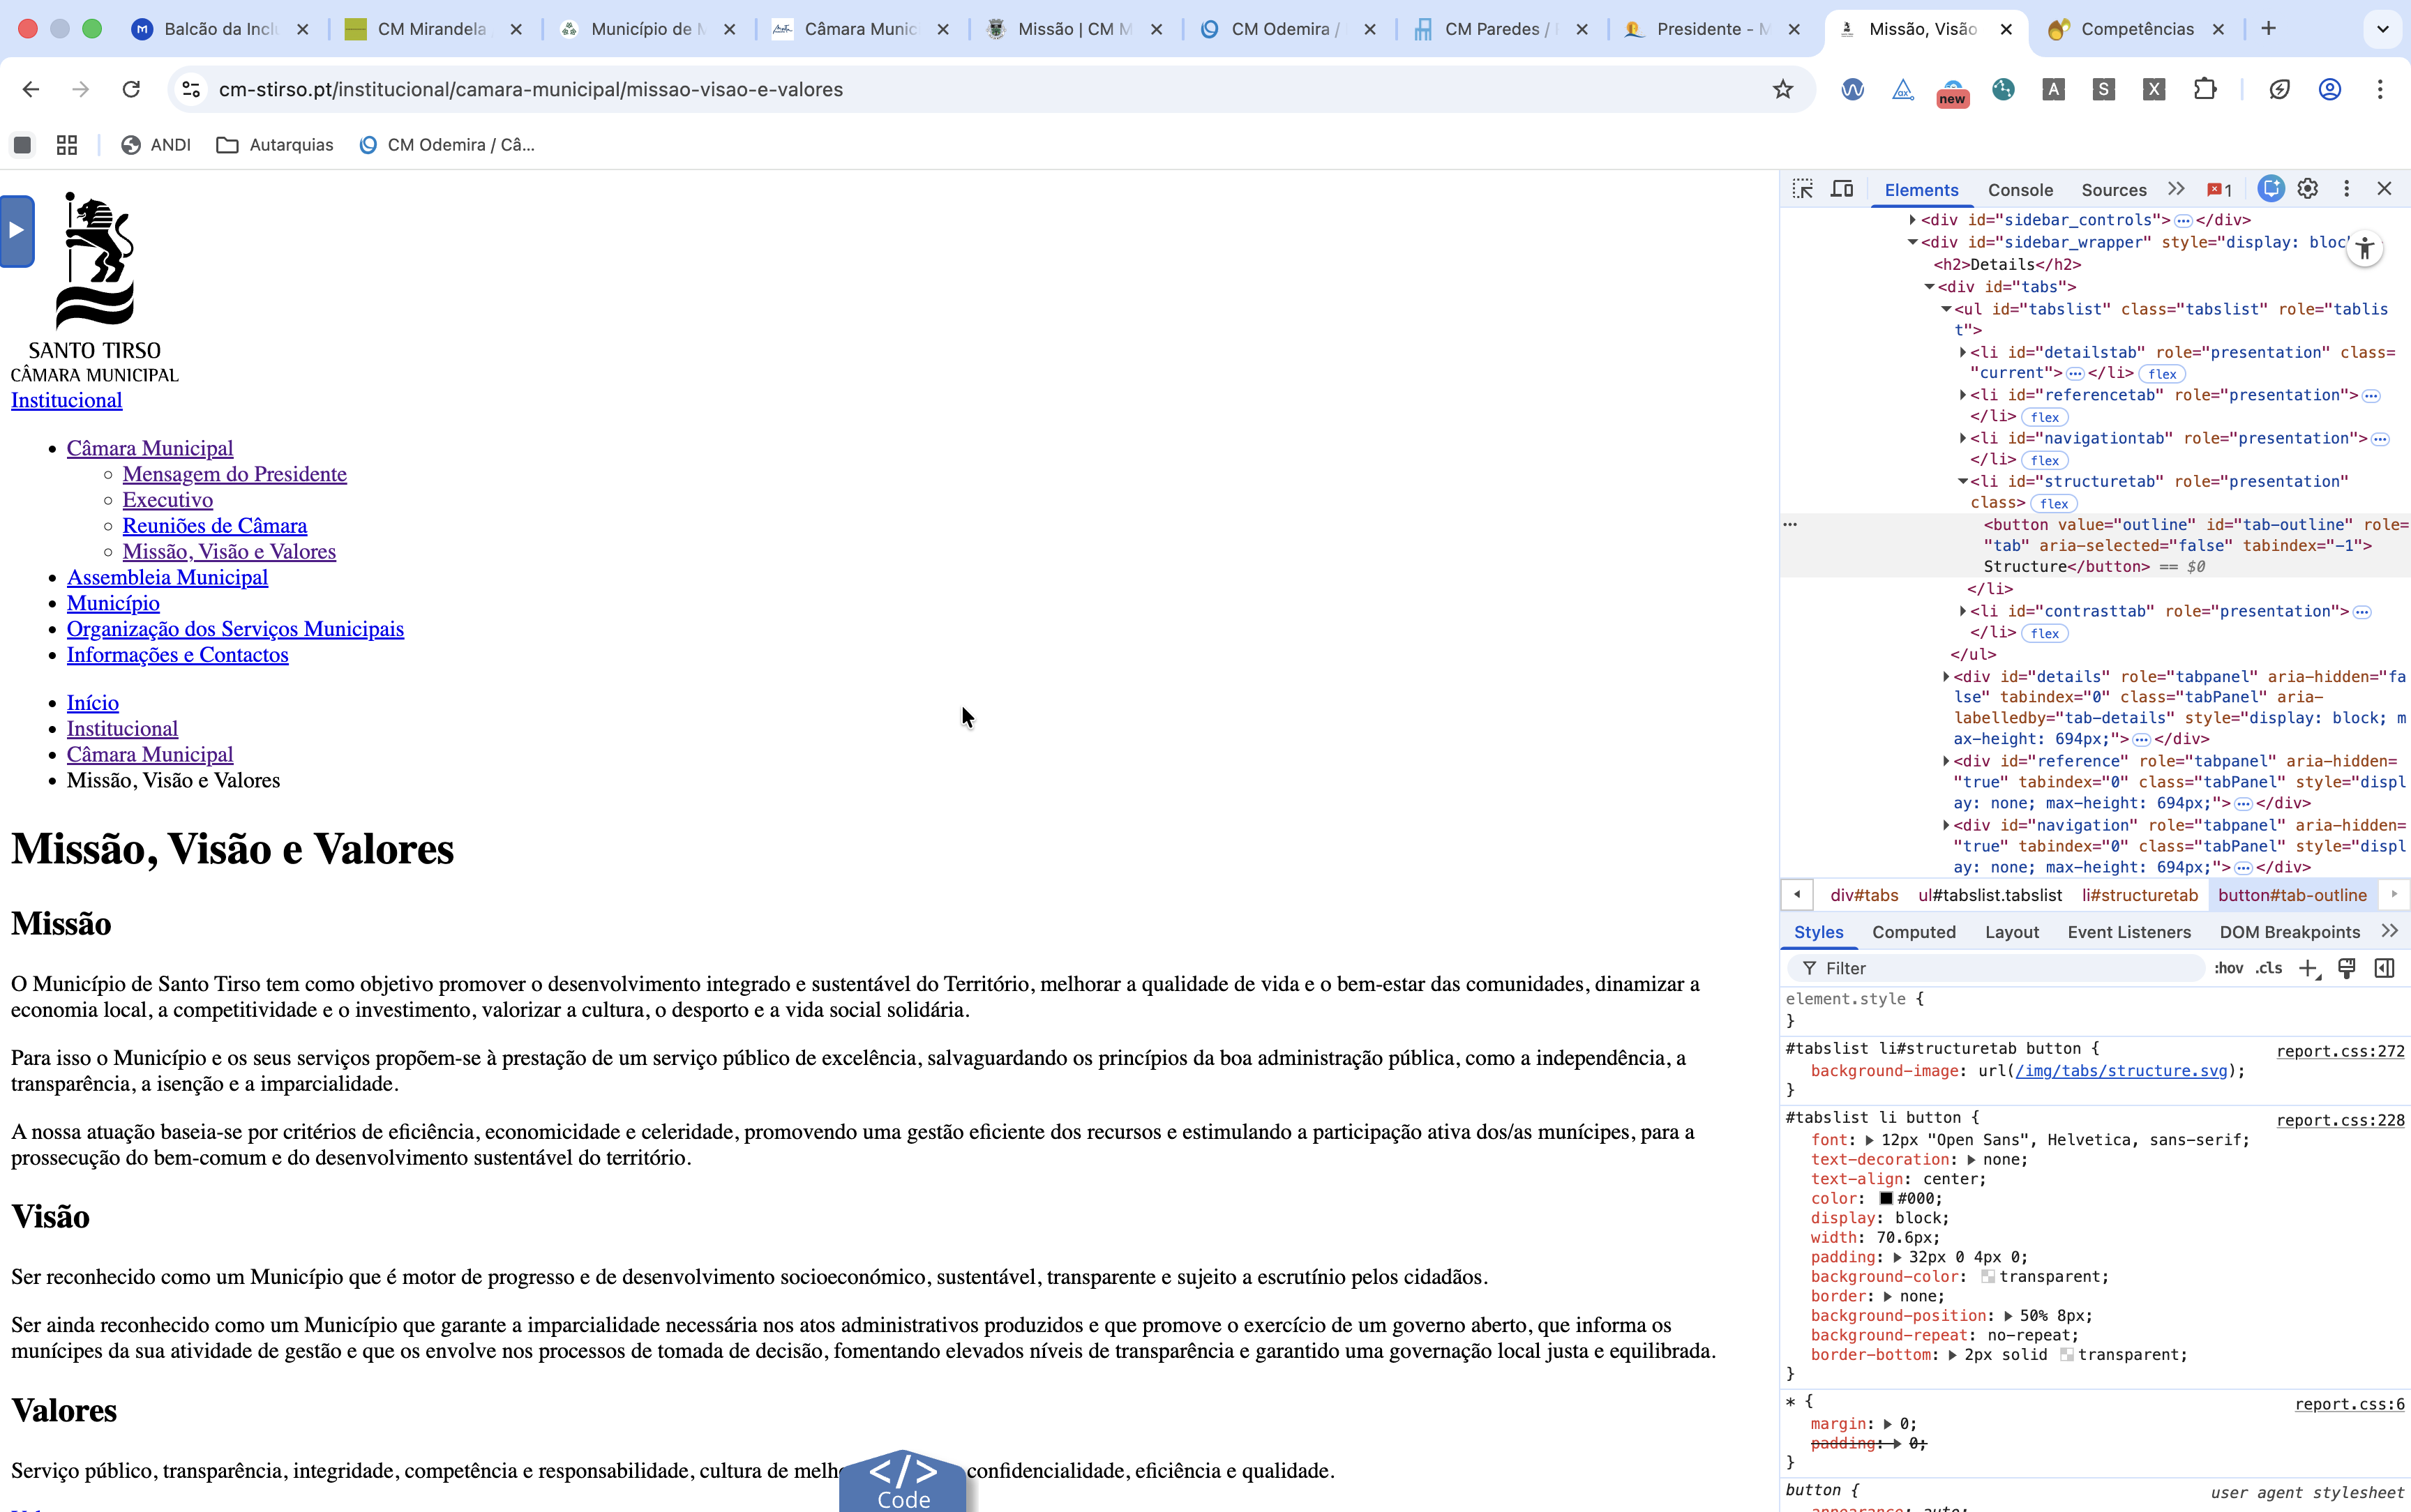 Balcão da Inclu
CM Mirandela
Município de M
Câmara Munic
Missão | CM M
CM Odemira /
CM Paredes /
Presidente - M
Missão, Visão
Competências
cm-stirso.pt/institucional/camara-municipal/missao-visao-e-valores
new
ANDI
Autarquias
CM Odemira / Câ...
SANTO TIRSO
CÂMARA MUNICIPAL
Institucional
• Câmara Municipal
◦ Mensagem do Presidente
◦ Executivo
◦ Reuniões de Câmara
◦ Missão, Visão e Valores
• Assembleia Municipal
• Município
• Organização dos Serviços Municipais
• Informações e Contactos
• Início
• Institucional
• Câmara Municipal
• Missão, Visão e Valores
Missão, Visão e Valores
Missão
O Município de Santo Tirso tem como objetivo promover o desenvolvimento integrado e sustentável do Território, melhorar a qualidade de vida e o bem-estar das comunidades, dinamizar a
economia local, a competitividade e o investimento, valorizar a cultura, o desporto e a vida social solidária.
Para isso o Município e os seus serviços propõem-se à prestação de um serviço público de excelência, salvaguardando os princípios da boa administração pública, como a independência, a
transparência, a isenção e a imparcialidade.
A nossa atuação baseia-se por critérios de eficiência, economicidade e celeridade, promovendo uma gestão eficiente dos recursos e estimulando a participação ativa dos/as munícipes, para a
prossecução do bem-comum e do desenvolvimento sustentável do território.
Visão
Ser reconhecido como um Município que é motor de progresso e de desenvolvimento socioeconómico, sustentável, transparente e sujeito a escrutínio pelos cidadãos.
Ser ainda reconhecido como um Município que garante a imparcialidade necessária nos atos administrativos produzidos e que promove o exercício de um governo aberto, que informa os
munícipes da sua atividade de gestão e que os envolve nos processos de tomada de decisão, fomentando elevados níveis de transparência e garantido uma governação local justa e equilibrada.
Valores
Serviço público, transparência, integridade, competência e responsabilidade, cultura de melh confidencialidade, eficiência e qualidade.
</>
Code
Elements Console Sources 1
<div id="sidebar_controls">…</div>
<div id="sidebar_wrapper" style="display: bloc
<h2>Details</h2>
<div id="tabs">
<ul id="tabslist" class="tabslist" role="tablis
t">
<li id="detailstab" role="presentation" class=
"current">…</li> flex
<li id="referencetab" role="presentation">…
</li> flex
<li id="navigationtab" role="presentation">…
</li> flex
<li id="structuretab" role="presentation"
class> flex
<button value="outline" id="tab-outline" role=
"tab" aria-selected="false" tabindex="-1">
Structure</button> == $0
</li>
<li id="contrasttab" role="presentation">…
</li> flex
</ul>
<div id="details" role="tabpanel" aria-hidden="fa
lse" tabindex="0" class="tabPanel" aria-
labelledby="tab-details" style="display: block; m
ax-height: 694px;">…</div>
<div id="reference" role="tabpanel" aria-hidden=
"true" tabindex="0" class="tabPanel" style="displ
ay: none; max-height: 694px;">…</div>
<div id="navigation" role="tabpanel" aria-hidden=
"true" tabindex="0" class="tabPanel" style="displ
ay: none; max-height: 694px;">…</div>
div#tabs ul#tabslist.tabslist li#structuretab button#tab-outline
Styles Computed Layout Event Listeners DOM Breakpoints
Filter :hov .cls
element.style {
}
#tabslist li#structuretab button { report.css:272
background-image: url(/img/tabs/structure.svg);
}
#tabslist li button { report.css:228
font: 12px "Open Sans", Helvetica, sans-serif;
text-decoration: none;
text-align: center;
color: #000;
display: block;
width: 70.6px;
padding: 32px 0 4px 0;
background-color: transparent;
border: none;
background-position: 50% 8px;
background-repeat: no-repeat;
border-bottom: 2px solid transparent;
}
* { report.css:6
margin: 0;
padding: 0;
}
button { user agent stylesheet